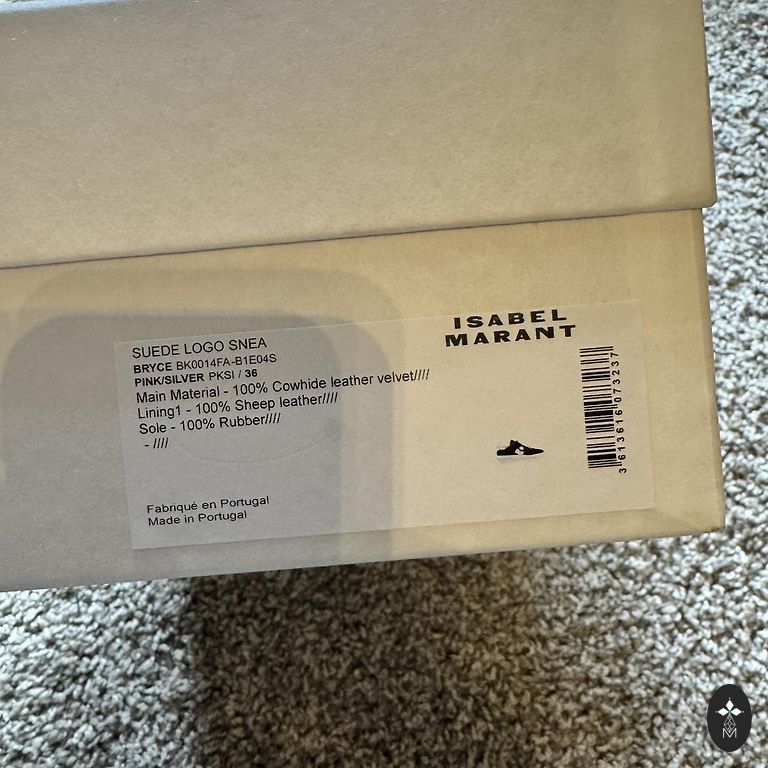 ISABEL
MARANT
SUEDE LOGO SNEA
BRYCE BK0014FA-B1E04S
PINK/SILVER PKSI / 36
Main Material - 100% Cowhide leather velvet////
Lining1 - 100% Sheep leather////
Sole - 100% Rubber////
- ////
Fabriqué en Portugal
Made in Portugal
3613616073237
M